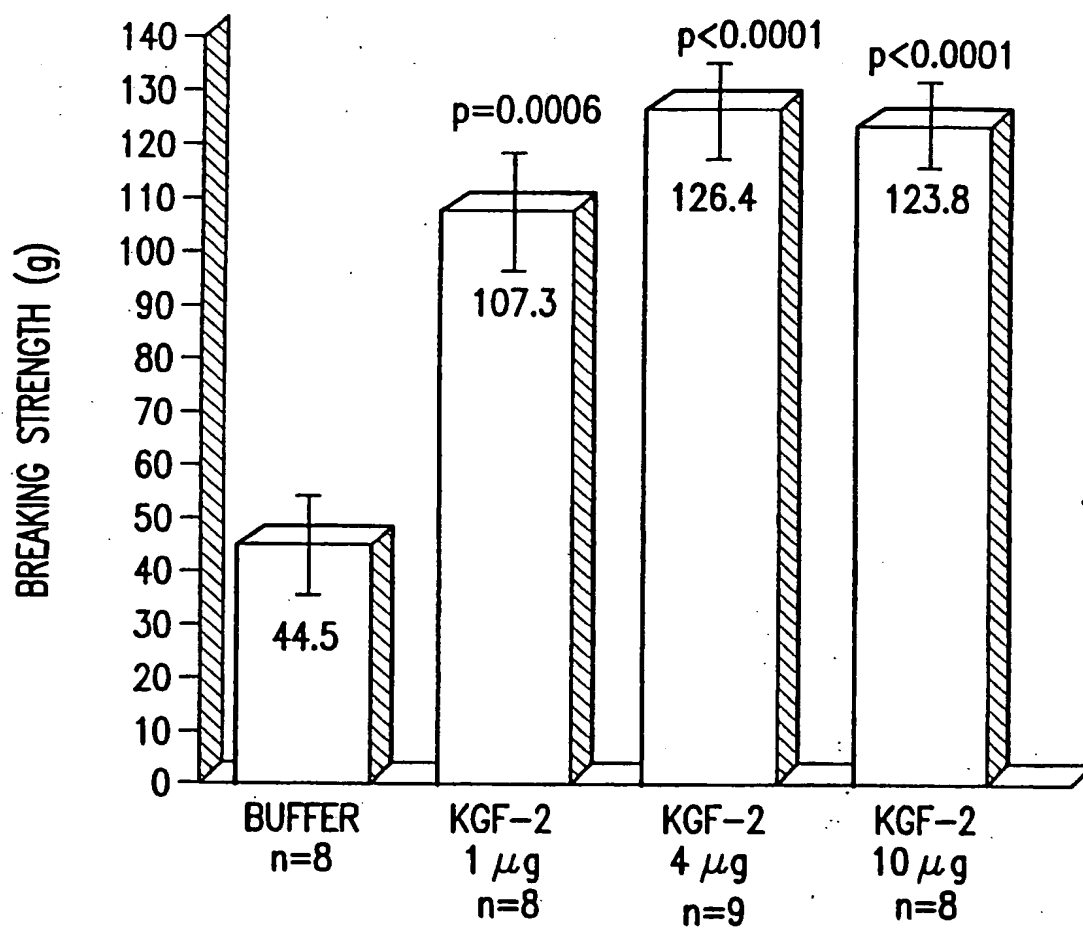 BREAKING STRENGTH (g)
140
130
120
110
100
90
80
70
60
50
40
30
20
10
0
p=0.0006
p<0.0001
p<0.0001
44.5
107.3
126.4
123.8
BUFFER
n=8
KGF-2
1 μg
n=8
KGF-2
4 μg
n=9
KGF-2
10 μg
n=8